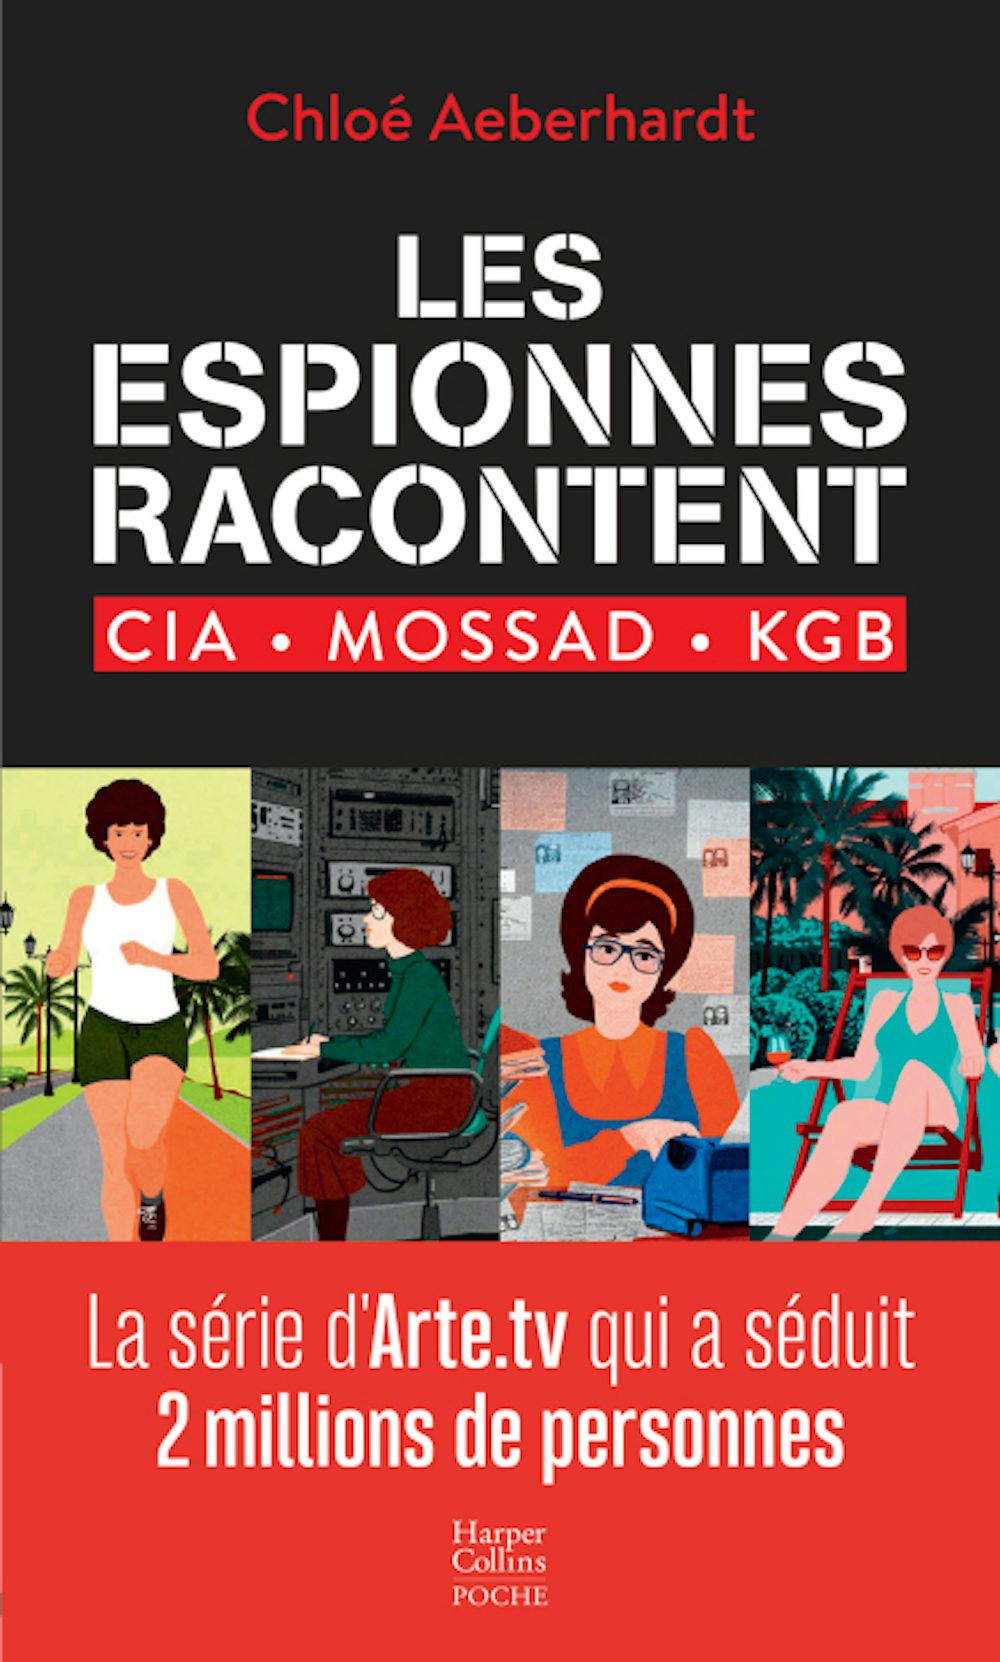 Chloé Aeberhardt
LES
ESPIONNES
RACONTENT
CIA • MOSSAD • KGB
La série d'Arte.tv qui a séduit
2 millions de personnes
Harper
Collins
POCHE